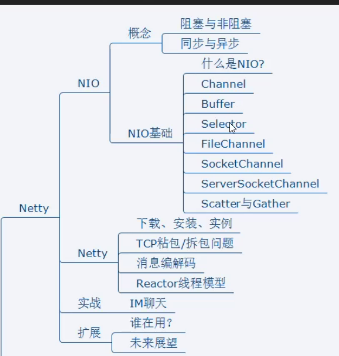 阻塞与非阻塞
概念
同步与异步
什么是NIO?
NIO
Channel
Buffer
Selector
NIO基础
FileChannel
SocketChannel
ServerSocketChannel
Scatter与Gather
Netty
下载、安装、实例
TCP粘包/拆包问题
Netty
消息编解码
Reactor线程模型
实战
IM聊天
谁在用?
扩展
未来展望